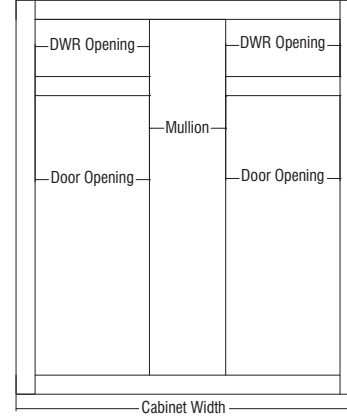 DWR Opening
DWR Opening
Mullion
Door Opening
Door Opening
Cabinet Width